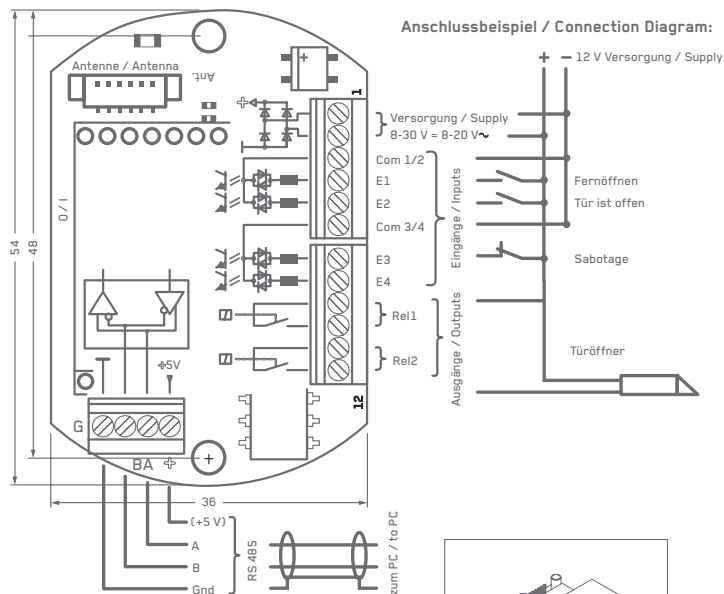 Anschlussbeispiel / Connection Diagram:
+ – 12 V Versorgung / Supply
Antenne / Antenna
Ant.
+
1
Versorgung / Supply
8-30 V = 8-20 V~
Com 1/2
E1
E2
Com 3/4
E3
E4
Rel1
Rel2
12
Eingänge / Inputs
Ausgänge / Outputs
Fernöffnen
Tür ist offen
Sabotage
Türöffner
0 / I
54
48
+5V
G
BA +
+
36
(+5 V)
A
B
Gnd
RS 485
zum PC / to PC